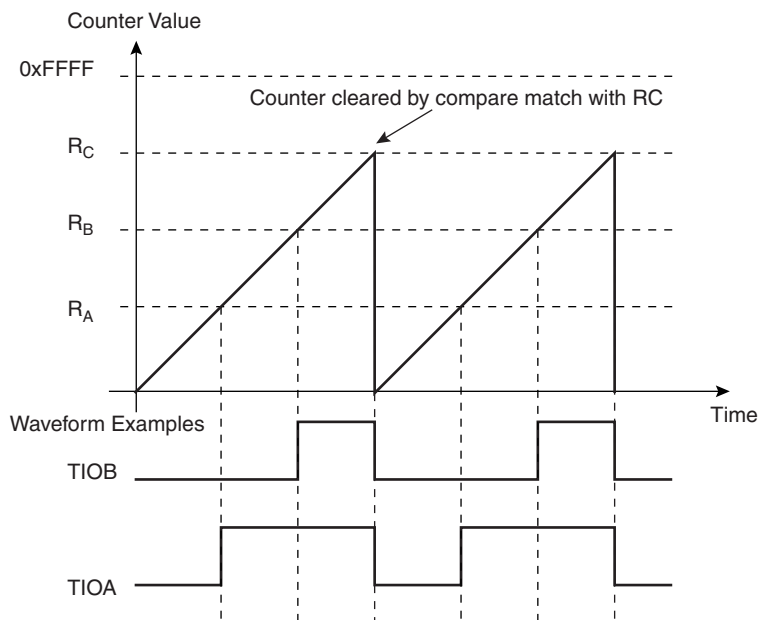 Counter Value
0xFFFF
Counter cleared by compare match with RC
RC
RB
RA
Time
Waveform Examples
TIOB
TIOA